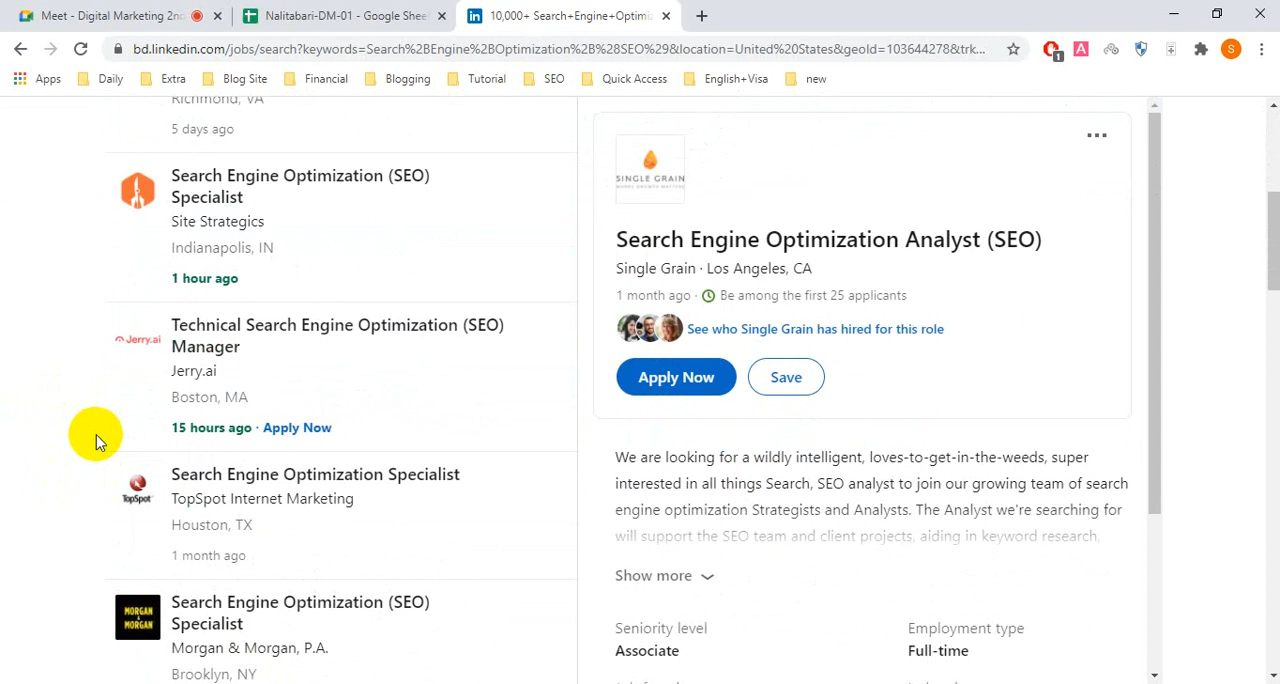 Meet - Digital Marketing 2nd
Nalitabari-DM-01 - Google Sheet
10,000+ Search+Engine+Optimiz
bd.linkedin.com/jobs/search?keywords=Search%2BEngine%2BOptimization%2B%28SEO%29&location=United%20States&geoId=103644278&trk...
1
A
S
Apps
Daily
Extra
Blog Site
Financial
Blogging
Tutorial
SEO
Quick Access
English+Visa
new
Richmond, VA
5 days ago
Search Engine Optimization (SEO)
Specialist
Site Strategics
Indianapolis, IN
1 hour ago
Jerry.ai
Technical Search Engine Optimization (SEO)
Manager
Jerry.ai
Boston, MA
15 hours ago · Apply Now
TopSpot
Search Engine Optimization Specialist
TopSpot Internet Marketing
Houston, TX
1 month ago
MORGAN
& MORGAN
Search Engine Optimization (SEO)
Specialist
Morgan & Morgan, P.A.
Brooklyn, NY
SINGLE GRAIN
Search Engine Optimization Analyst (SEO)
Single Grain · Los Angeles, CA
1 month ago · Be among the first 25 applicants
See who Single Grain has hired for this role
Apply Now
Save
We are looking for a wildly intelligent, loves-to-get-in-the-weeds, super
interested in all things Search, SEO analyst to join our growing team of search
engine optimization Strategists and Analysts. The Analyst we're searching for
will support the SEO team and client projects, aiding in keyword research,
Show more
Seniority level
Associate
Employment type
Full-time